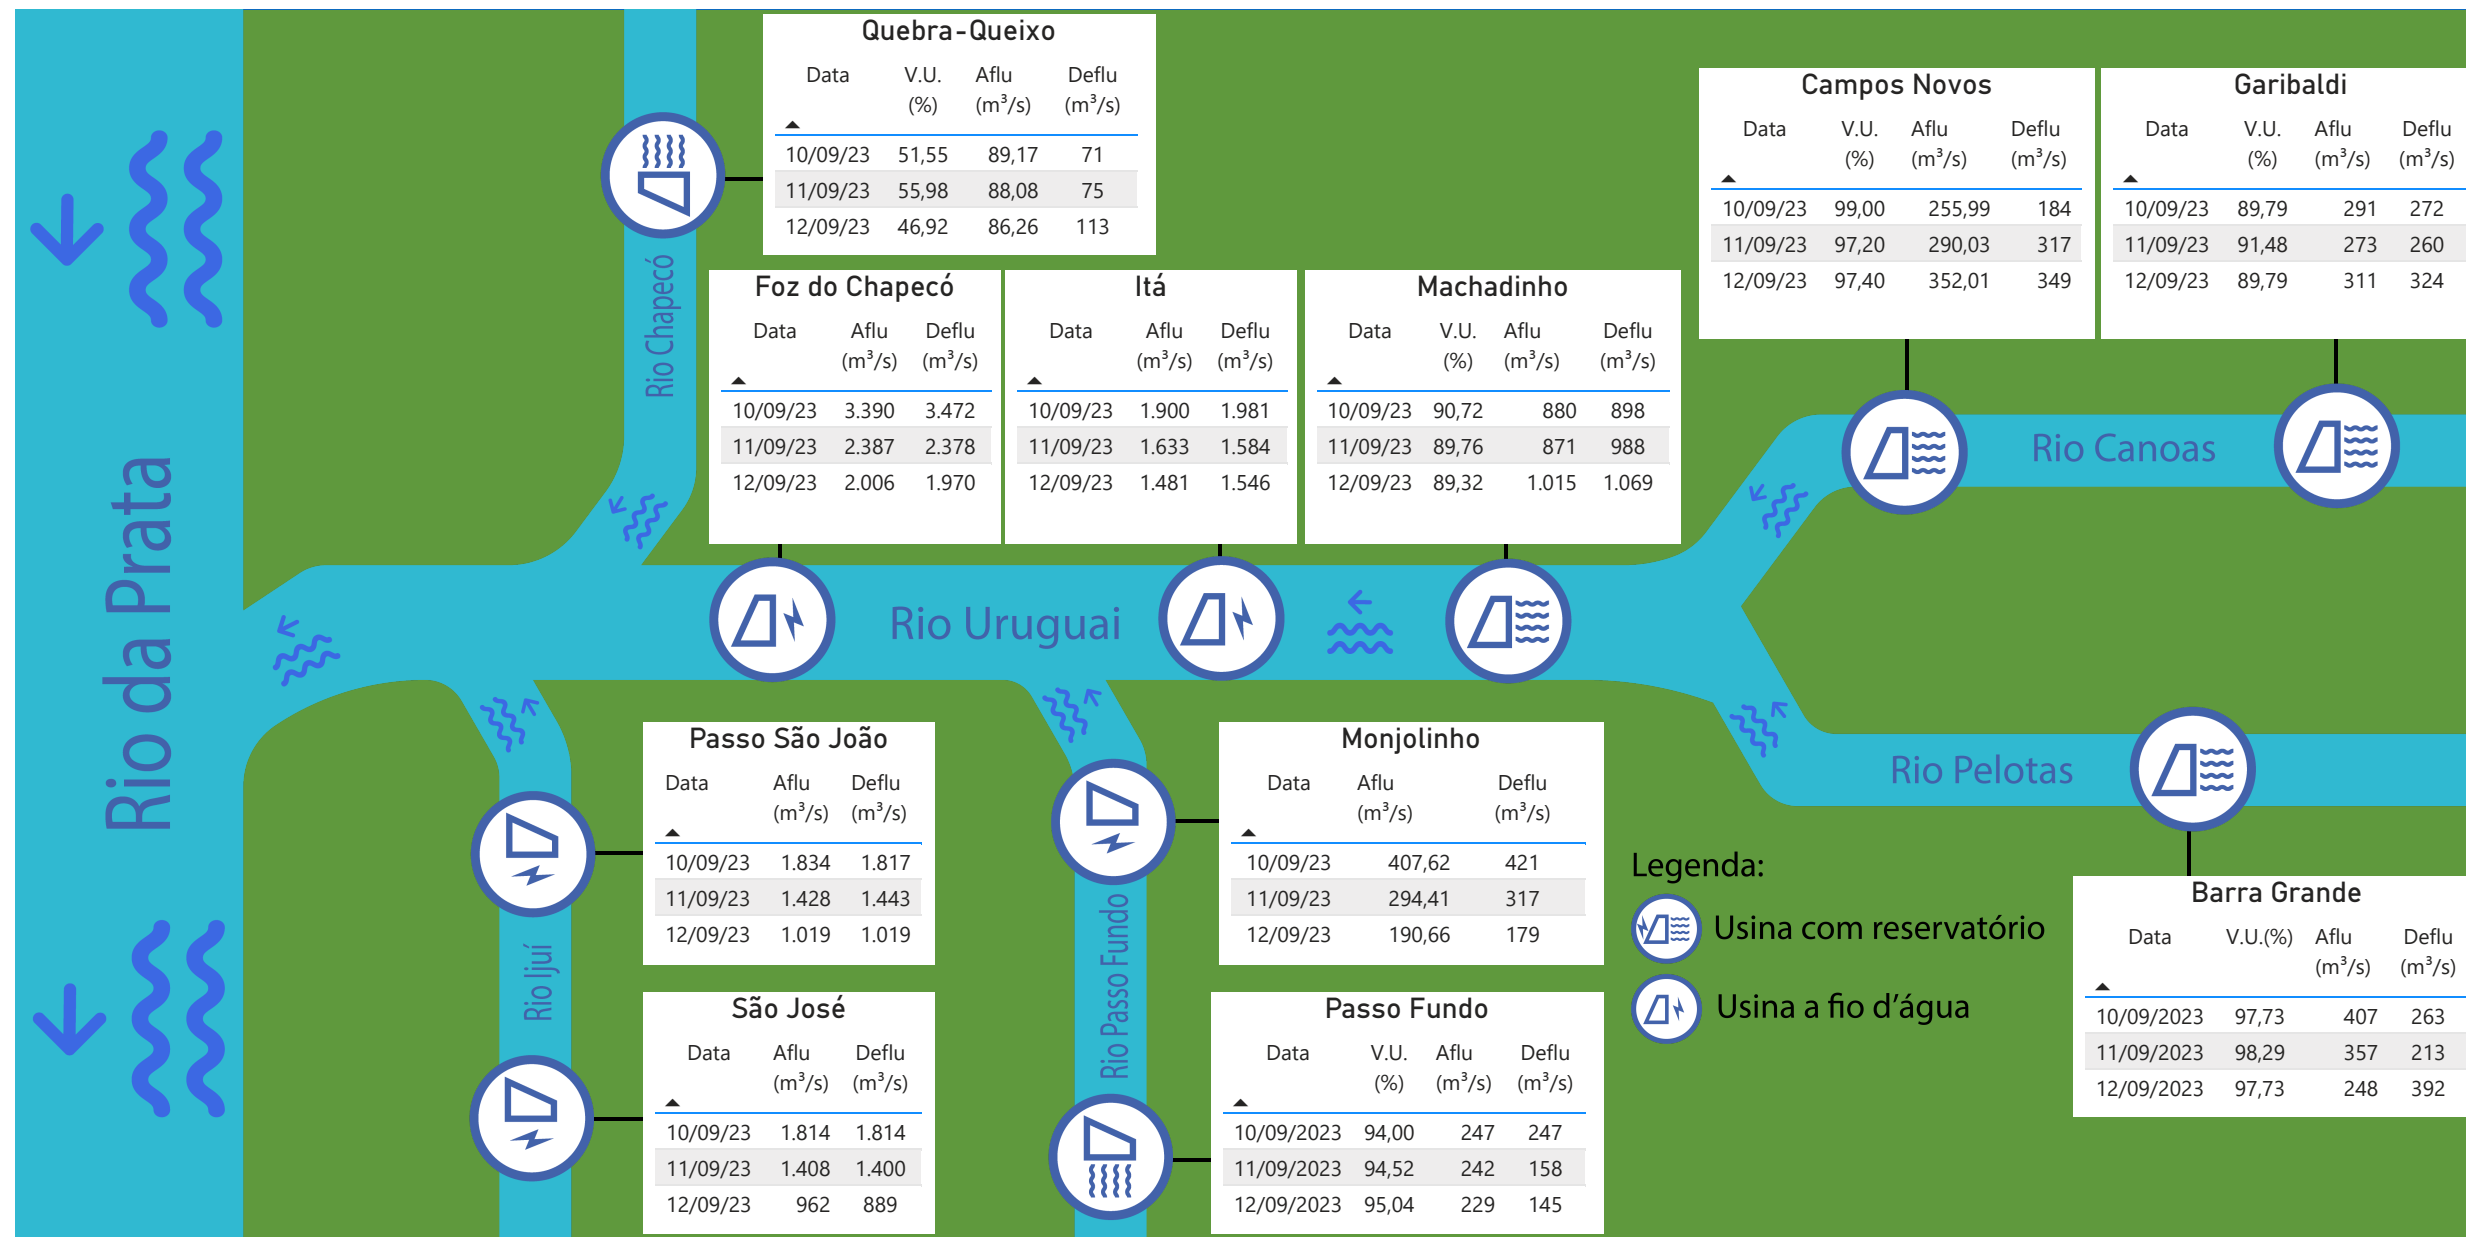 Quebra-Queixo
Data V.U. (%) Aflu (m³/s) Deflu (m³/s)
10/09/23 51,55 89,17 71
11/09/23 55,98 88,08 75
12/09/23 46,92 86,26 113
Campos Novos
Data V.U. (%) Aflu (m³/s) Deflu (m³/s)
10/09/23 99,00 255,99 184
11/09/23 97,20 290,03 317
12/09/23 97,40 352,01 349
Garibaldi
Data V.U. (%) Aflu (m³/s) Deflu (m³/s)
10/09/23 89,79 291 272
11/09/23 91,48 273 260
12/09/23 89,79 311 324
Foz do Chapecó
Data Aflu (m³/s) Deflu (m³/s)
10/09/23 3.390 3.472
11/09/23 2.387 2.378
12/09/23 2.006 1.970
Itá
Data Aflu (m³/s) Deflu (m³/s)
10/09/23 1.900 1.981
11/09/23 1.633 1.584
12/09/23 1.481 1.546
Machadinho
Data V.U. (%) Aflu (m³/s) Deflu (m³/s)
10/09/23 90,72 880 898
11/09/23 89,76 871 988
12/09/23 89,32 1.015 1.069
Rio Chapecó
Rio Canoas
Rio da Prata
Rio Uruguai
Rio Pelotas
Passo São João
Data Aflu (m³/s) Deflu (m³/s)
10/09/23 1.834 1.817
11/09/23 1.428 1.443
12/09/23 1.019 1.019
Monjolinho
Data Aflu (m³/s) Deflu (m³/s)
10/09/23 407,62 421
11/09/23 294,41 317
12/09/23 190,66 179
Legenda:
Usina com reservatório
Usina a fio d’água
Barra Grande
Data V.U.(%) Aflu (m³/s) Deflu (m³/s)
10/09/2023 97,73 407 263
11/09/2023 98,29 357 213
12/09/2023 97,73 248 392
Rio Ijuí
Rio Passo Fundo
São José
Data Aflu (m³/s) Deflu (m³/s)
10/09/23 1.814 1.814
11/09/23 1.408 1.400
12/09/23 962 889
Passo Fundo
Data V.U. (%) Aflu (m³/s) Deflu (m³/s)
10/09/2023 94,00 247 247
11/09/2023 94,52 242 158
12/09/2023 95,04 229 145